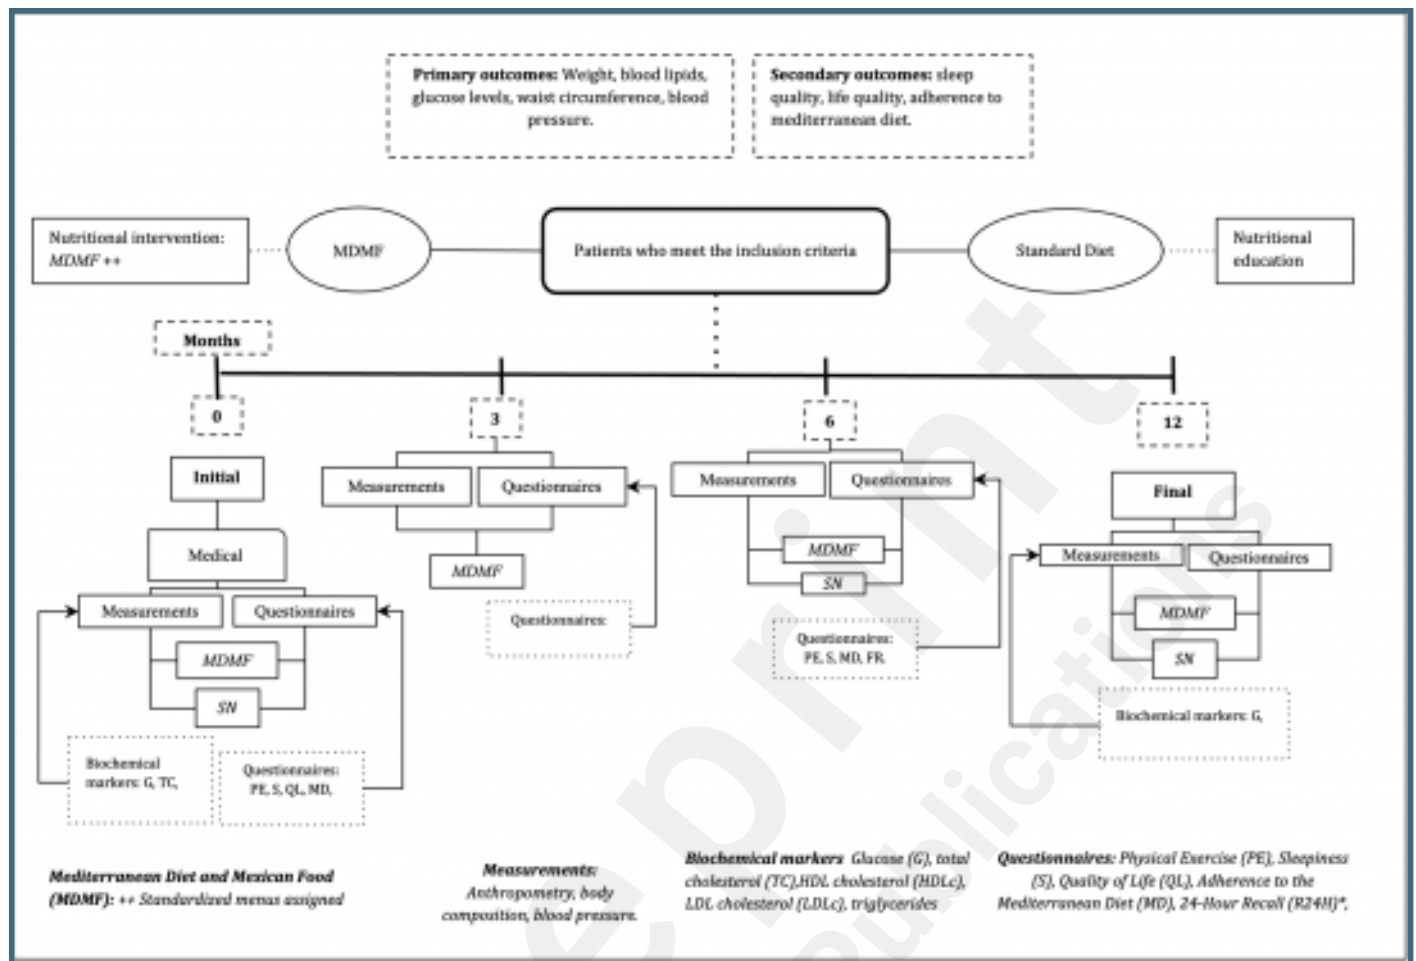 Primary outcomes: Weight, blood lipids,
glucose levels, waist circumference, blood
pressure.
Secondary outcomes: sleep
quality, life quality, adherence to
mediterranean diet.
Nutritional intervention:
MDMF ++
MDMF
Patients who meet the inclusion criteria
Standard Diet
Nutritional
education
Months
0
3
6
12
Initial
Medical
Measurements
Questionnaires
MDMF
SN
Biochemical
markers: G, TC,
Questionnaires:
PE, S, QL, MD,
Measurements
Questionnaires
MDMF
Questionnaires:
Measurements
Questionnaires
MDMF
SN
Questionnaires:
PE, S, MD, FR,
Final
Measurements
Questionnaires
MDMF
SN
Biochemical markers: G,
Mediterranean Diet and Mexican Food
(MDMF): ++ Standardized menus assigned
Measurements:
Anthropometry, body
composition, blood pressure.
Biochemical markers Glucose (G), total
cholesterol (TC),HDL cholesterol (HDLc),
LDL cholesterol (LDLc), triglycerides
Questionnaires: Physical Exercise (PE), Sleepiness
(S), Quality of Life (QL), Adherence to the
Mediterranean Diet (MD), 24-Hour Recall (R24H)*,
eprint
Publications